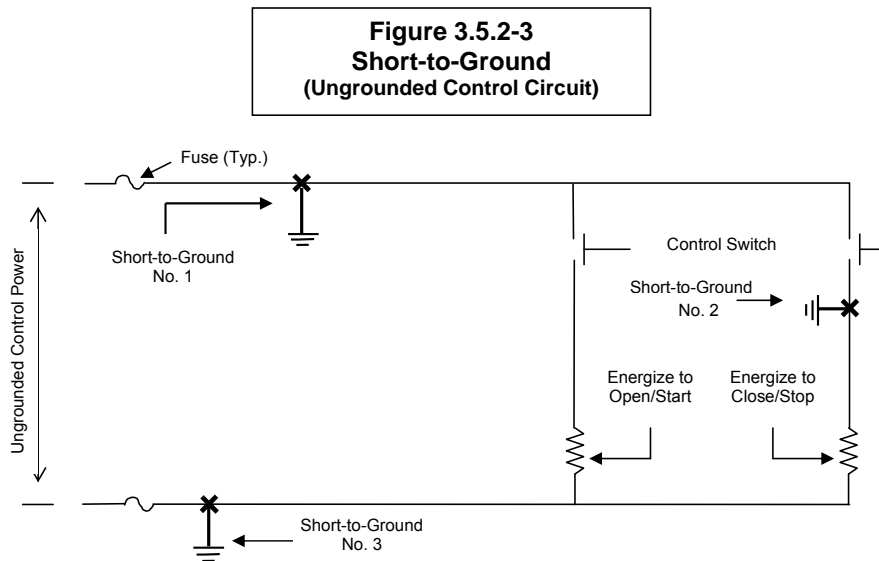 Figure 3.5.2-3
Short-to-Ground
(Ungrounded Control Circuit)
Fuse (Typ.)
Short-to-Ground
No. 1
Control Switch
Short-to-Ground
No. 2
Ungrounded Control Power
Energize to
Open/Start
Energize to
Close/Stop
Short-to-Ground
No. 3